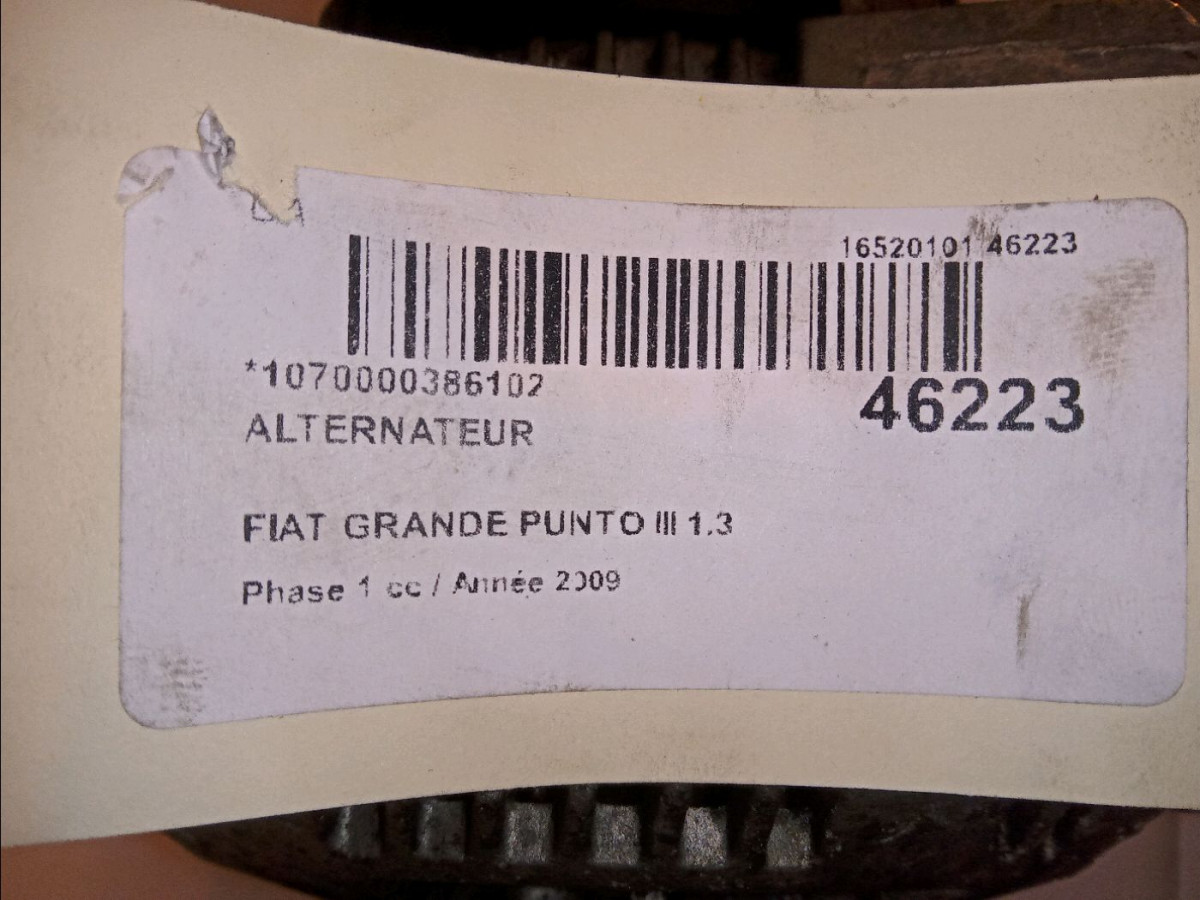 16520101 46223
*1070000386102
46223
ALTERNATEUR
FIAT GRANDE PUNTO III 1.3
Phase 1 cc / Année 2009